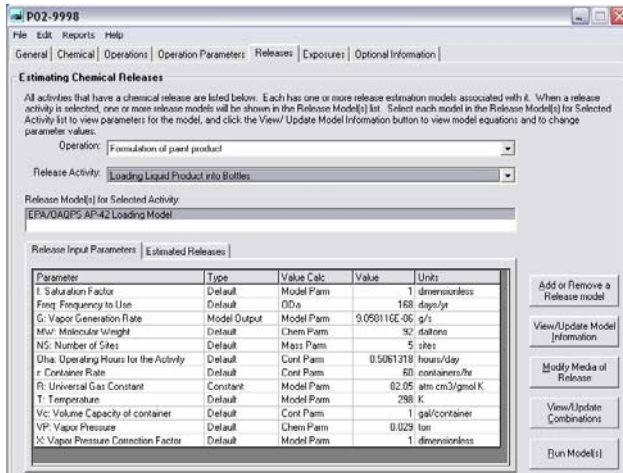 P02-9998
File Edit Reports Help
General Chemical Operations Operation Parameters Releases Exposures Optional Information
Estimating Chemical Releases
All activities that have a chemical release are listed below. Each has one or more release estimation models associated with it. When a release
activity is selected, one or more release models will be shown in the Release Model(s) list. Select each model in the Release Model(s) for Selected
Activity list to view parameters for the model, and click the View/ Update Model Information button to view model equations and to change
parameter values.
Operation: Formulation of paint product
Release Activity: Loading Liquid Product into Bottles
Release Model(s) for Selected Activity:
EPA/OAQPS AP-42 Loading Model
Release Input Parameters Estimated Releases
Parameter Type Value Calc Value Units
f: Saturation Factor Default Model Parm 1 dimensionless
Freq: Frequency to Use Default ODa 168 days/yr
G: Vapor Generation Rate Model Output Model Parm 9.058116E-06 g/s
MW: Molecular Weight Default Chem Parm 92 daltons
NS: Number of Sites Default Mass Parm 5 sites
Oha: Operating Hours for the Activity Default Cont Parm 0.5061318 hours/day
r: Container Rate Default Cont Parm 60 containers/hr
R: Universal Gas Constant Constant Model Parm 82.05 atm cm3/gmol K
T: Temperature Default Model Parm 298 K
Vc: Volume Capacity of container Default Cont Parm 1 gal/container
VP: Vapor Pressure Default Chem Parm 0.029 torr
X: Vapor Pressure Correction Factor Default Model Parm 1 dimensionless
Add or Remove a
Release model
View/Update Model
Information
Modify Media of
Release
View/Update
Combinations
Run Model(s)